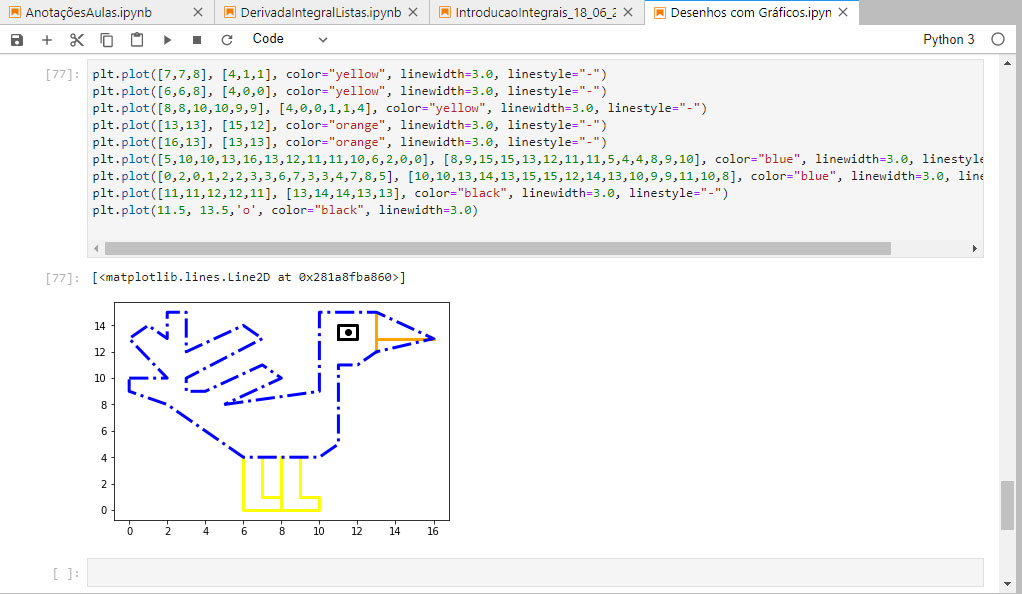 AnotaçõesAulas.ipynb
DerivadaIntegralListas.ipynb
IntroducaoIntegrais_18_06_2
Desenhos com Gráficos.ipyn
Code
Python 3
[77]:
plt.plot([7,7,8], [4,1,1], color="yellow", linewidth=3.0, linestyle="-")
plt.plot([6,6,8], [4,0,0], color="yellow", linewidth=3.0, linestyle="-")
plt.plot([8,8,10,10,9,9], [4,0,0,1,1,4], color="yellow", linewidth=3.0, linestyle="-")
plt.plot([13,13], [15,12], color="orange", linewidth=3.0, linestyle="-")
plt.plot([16,13], [13,13], color="orange", linewidth=3.0, linestyle="-")
plt.plot([5,10,10,13,16,13,12,11,11,10,6,2,0,0], [8,9,15,15,13,12,11,11,5,4,4,8,9,10], color="blue", linewidth=3.0, linestyle
plt.plot([0,2,0,1,2,2,3,3,6,7,3,3,4,7,8,5], [10,10,13,14,13,15,15,12,14,13,10,9,9,11,10,8], color="blue", linewidth=3.0, line
plt.plot([11,11,12,12,11], [13,14,14,13,13], color="black", linewidth=3.0, linestyle="-")
plt.plot(11.5, 13.5,'o', color="black", linewidth=3.0)
[77]:
[<matplotlib.lines.Line2D at 0x281a8fba860>]
14
12
10
8
6
4
2
0
0 2 4 6 8 10 12 14 16
[ ]: